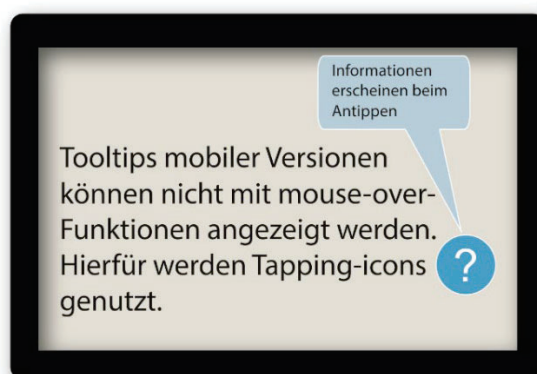 Informationen
erscheinen beim
Antippen
Tooltips mobiler Versionen
können nicht mit mouse-over-
Funktionen angezeigt werden.
Hierfür werden Tapping-icons
genutzt.
?